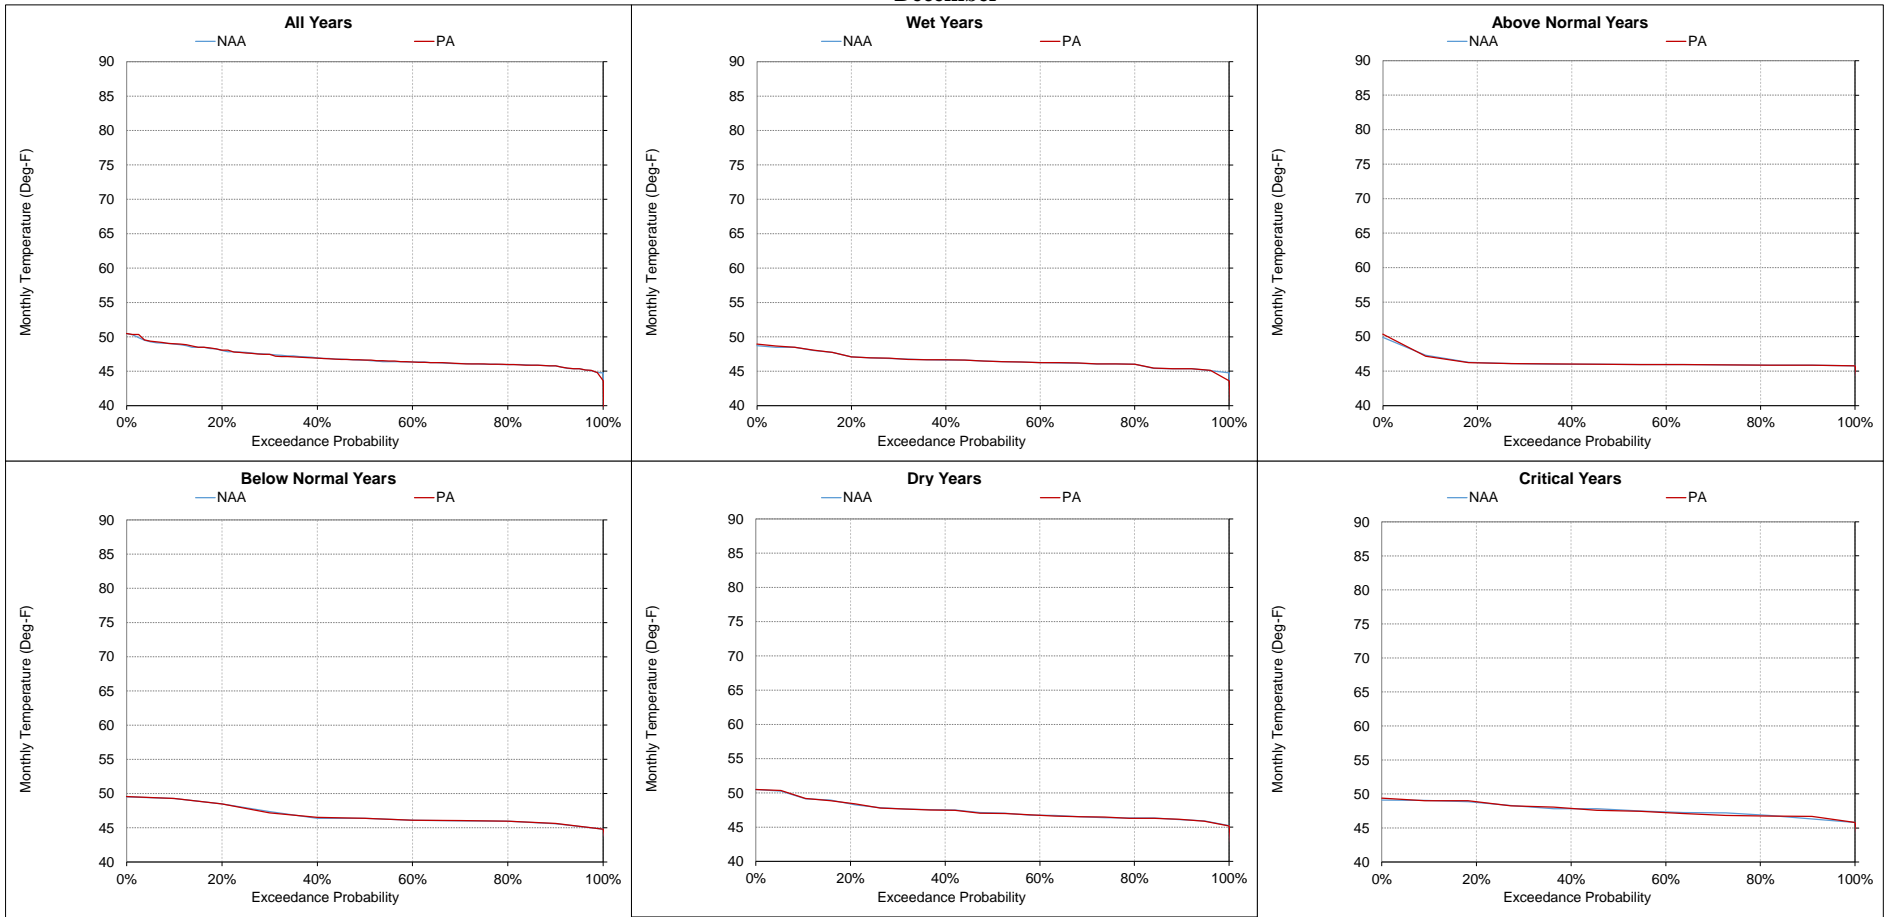 December
All Years
NAA PA
Monthly Temperature (Deg-F)
90
85
80
75
70
65
60
55
50
45
40
0% 20% 40% 60% 80% 100%
Exceedance Probability
Wet Years
NAA PA
Monthly Temperature (Deg-F)
90
85
80
75
70
65
60
55
50
45
40
0% 20% 40% 60% 80% 100%
Exceedance Probability
Above Normal Years
NAA PA
Monthly Temperature (Deg-F)
90
85
80
75
70
65
60
55
50
45
40
0% 20% 40% 60% 80% 100%
Exceedance Probability
Below Normal Years
NAA PA
Monthly Temperature (Deg-F)
90
85
80
75
70
65
60
55
50
45
40
0% 20% 40% 60% 80% 100%
Exceedance Probability
Dry Years
NAA PA
Monthly Temperature (Deg-F)
90
85
80
75
70
65
60
55
50
45
40
0% 20% 40% 60% 80% 100%
Exceedance Probability
Critical Years
NAA PA
Monthly Temperature (Deg-F)
90
85
80
75
70
65
60
55
50
45
40
0% 20% 40% 60% 80% 100%
Exceedance Probability